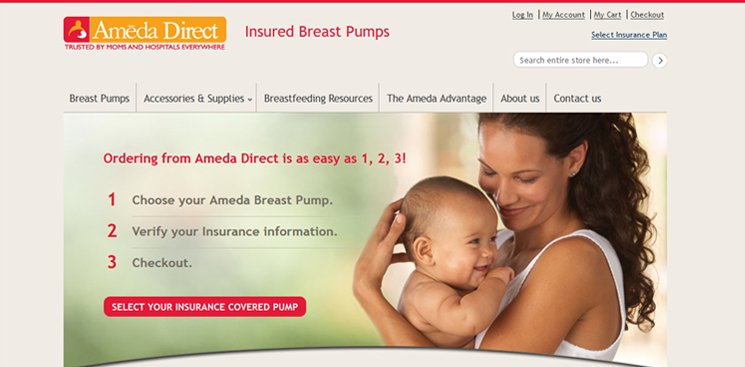 Log In | My Account | My Cart | Checkout
Amēda Direct
TRUSTED BY MOMS AND HOSPITALS EVERYWHERE
Insured Breast Pumps
Select Insurance Plan
Search entire store here...
Breast Pumps
Accessories & Supplies
Breastfeeding Resources
The Ameda Advantage
About us
Contact us
Ordering from Ameda Direct is as easy as 1, 2, 3!
1 Choose your Ameda Breast Pump.
2 Verify your Insurance information.
3 Checkout.
SELECT YOUR INSURANCE COVERED PUMP